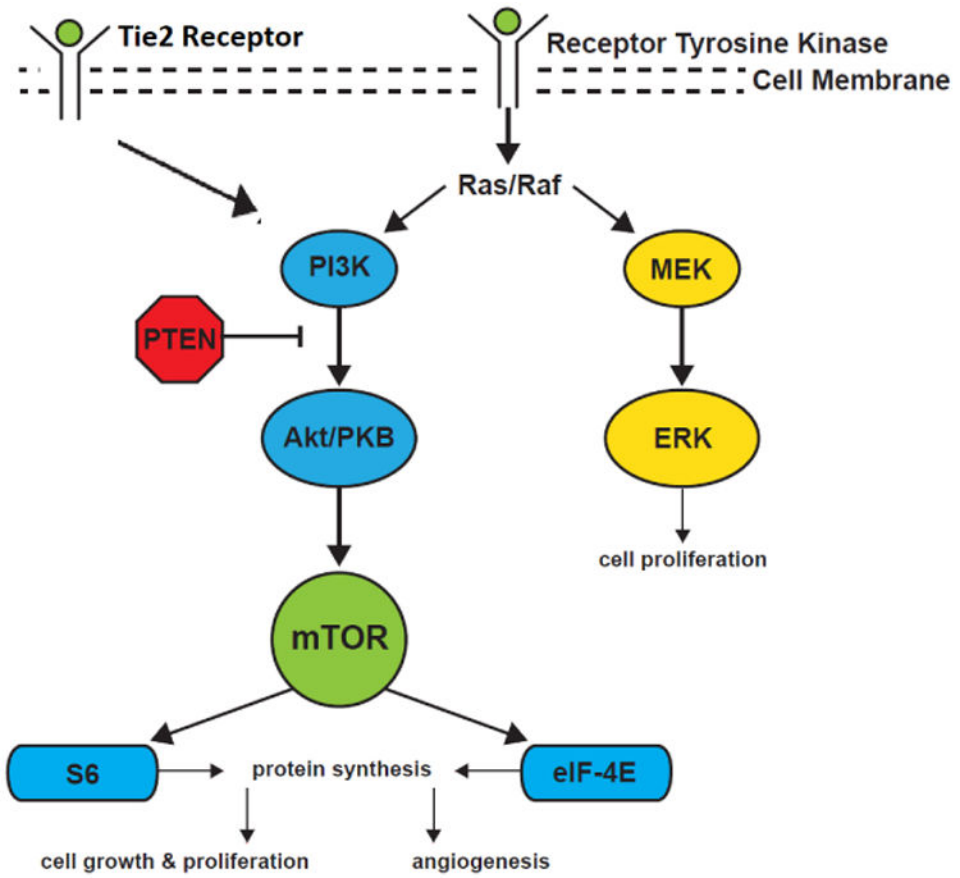 Tie2 Receptor
Receptor Tyrosine Kinase
Cell Membrane
Ras/Raf
PI3K
MEK
PTEN
Akt/PKB
ERK
cell proliferation
mTOR
S6
protein synthesis
eIF-4E
cell growth & proliferation
angiogenesis